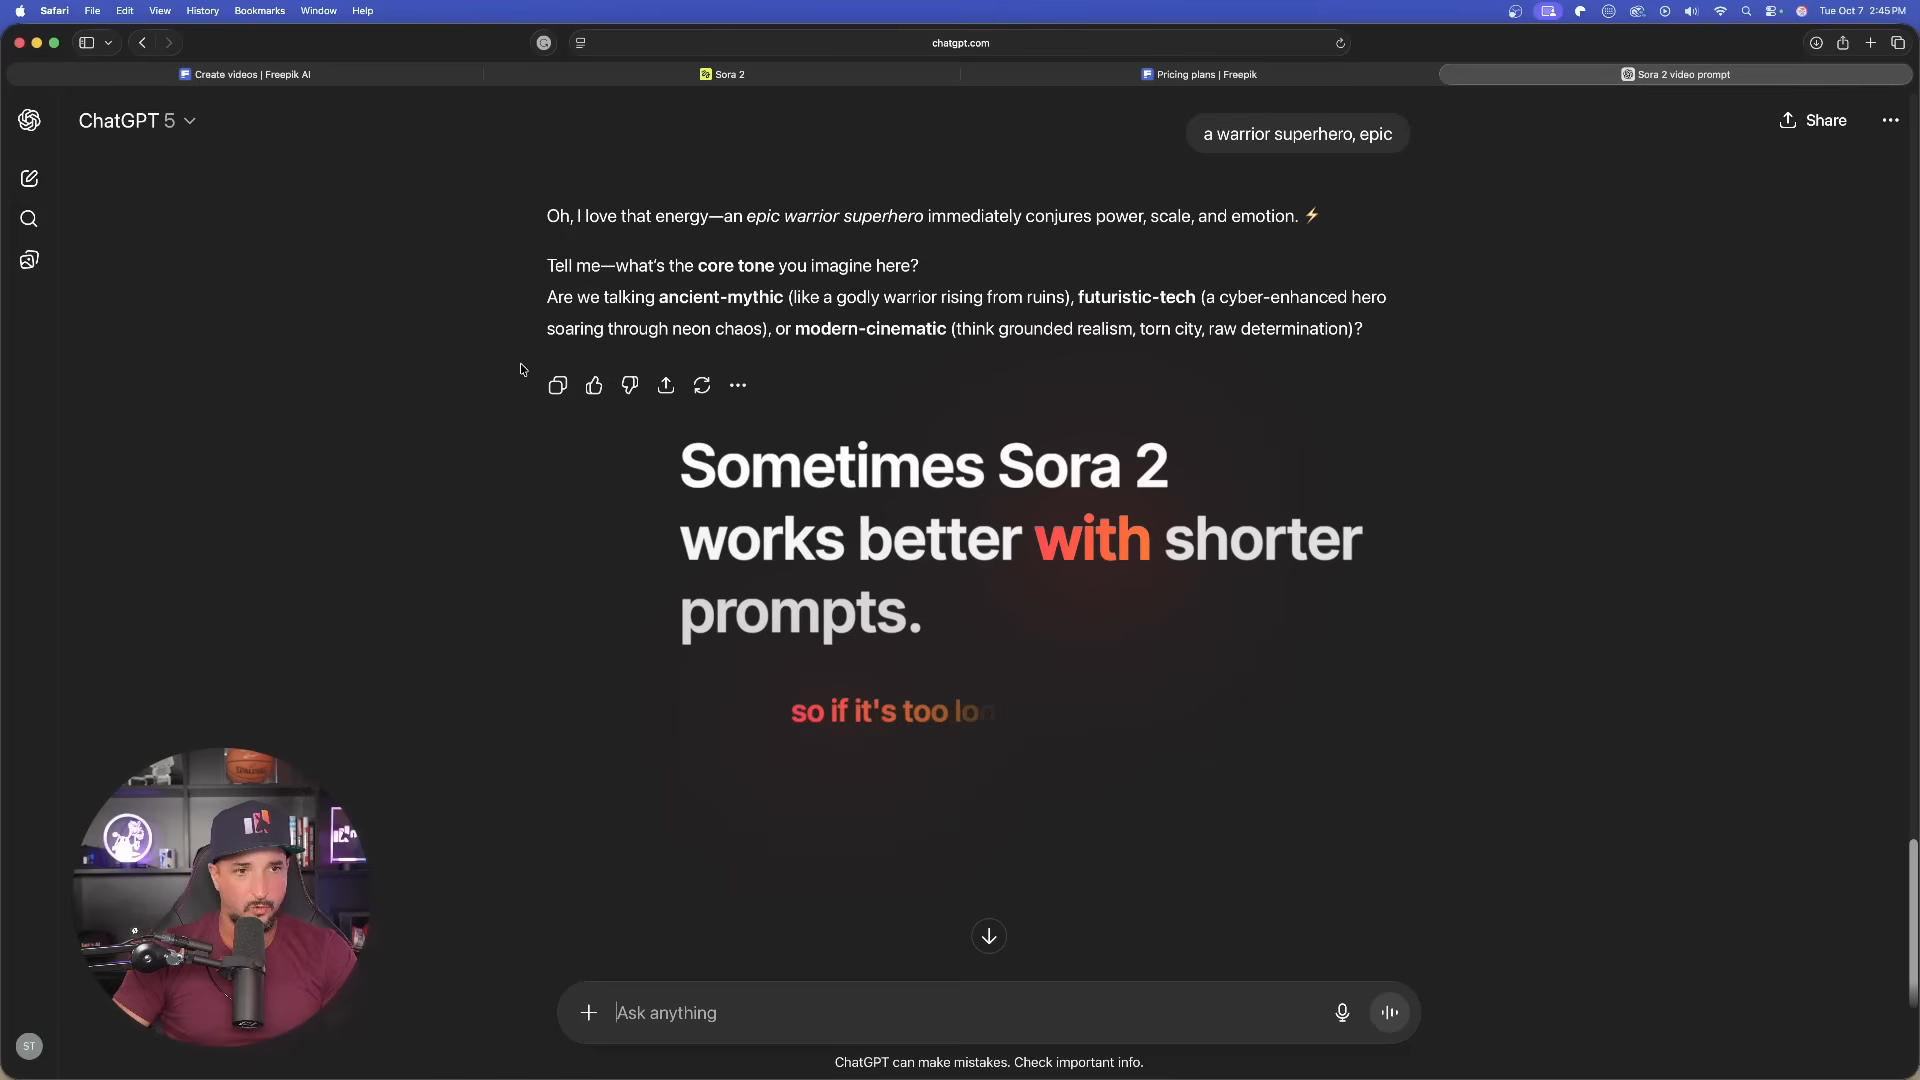 Safari File Edit View History Bookmarks Window Help
Tue Oct 7 2:45 PM
chatgpt.com
Create videos | Freepik AI
Sora 2
Pricing plans | Freepik
Sora 2 video prompt
ChatGPT 5
Share
a warrior superhero, epic
Oh, I love that energy—an epic warrior superhero immediately conjures power, scale, and emotion. ⚡
Tell me—what's the core tone you imagine here?
Are we talking ancient-mythic (like a godly warrior rising from ruins), futuristic-tech (a cyber-enhanced hero
soaring through neon chaos), or modern-cinematic (think grounded realism, torn city, raw determination)?
Sometimes Sora 2
works better with shorter
prompts.
so if it's too lon
SPALDING
Ask anything
ST
ChatGPT can make mistakes. Check important info.